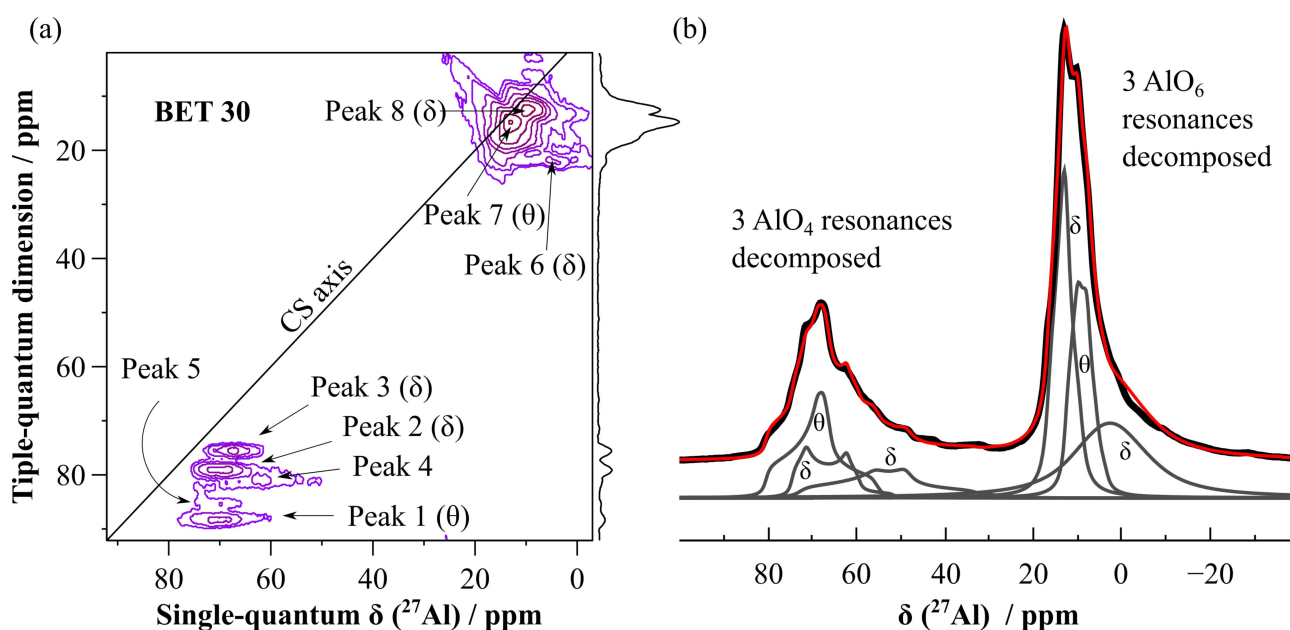 (a)
BET 30
Peak 8 (δ)
Peak 7 (θ)
Peak 6 (δ)
CS axis
Peak 5
Peak 3 (δ)
Peak 2 (δ)
Peak 4
Peak 1 (θ)
20
40
60
80
Tiple-quantum dimension / ppm
80 60 40 20 0
Single-quantum δ (²⁷Al) / ppm
(b)
3 AlO₆
resonances
decomposed
3 AlO₄ resonances
decomposed
δ
θ
δ
θ
δ
δ
80 60 40 20 0 −20
δ (²⁷Al) / ppm